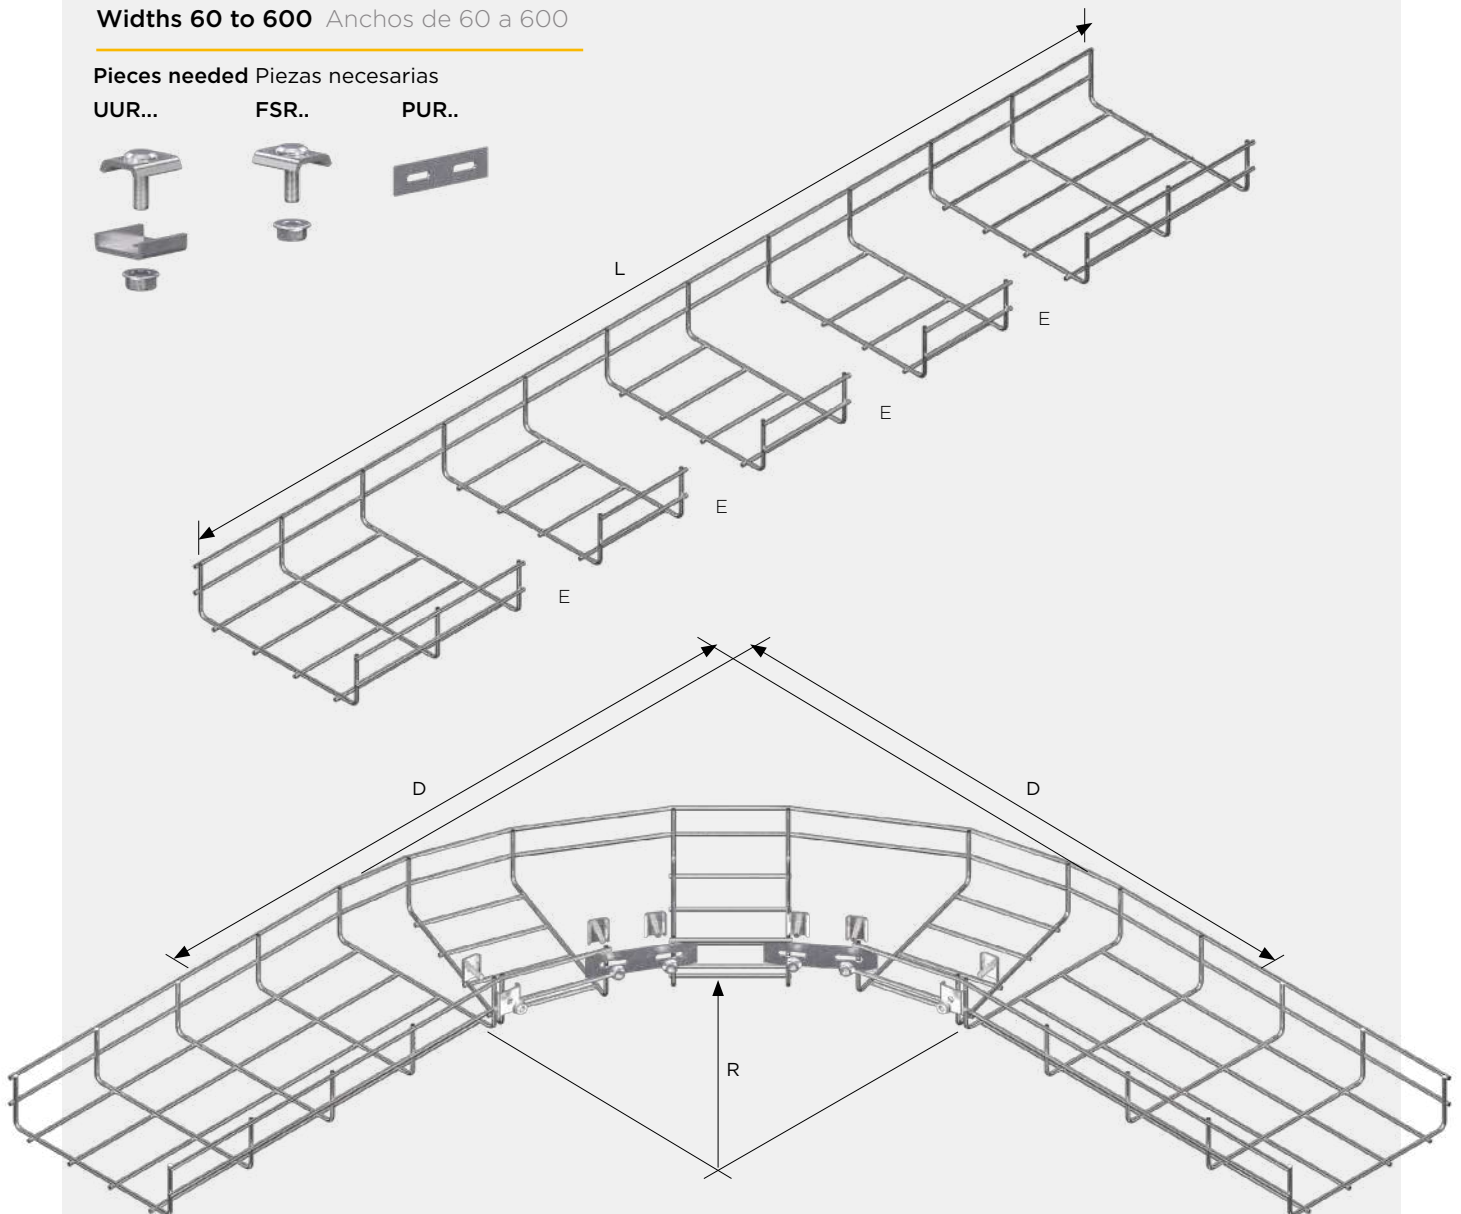 Widths 60 to 600 Anchos de 60 a 600
Pieces needed Piezas necesarias
UUR... FSR.. PUR..
L
E
E
E
E
D D
R